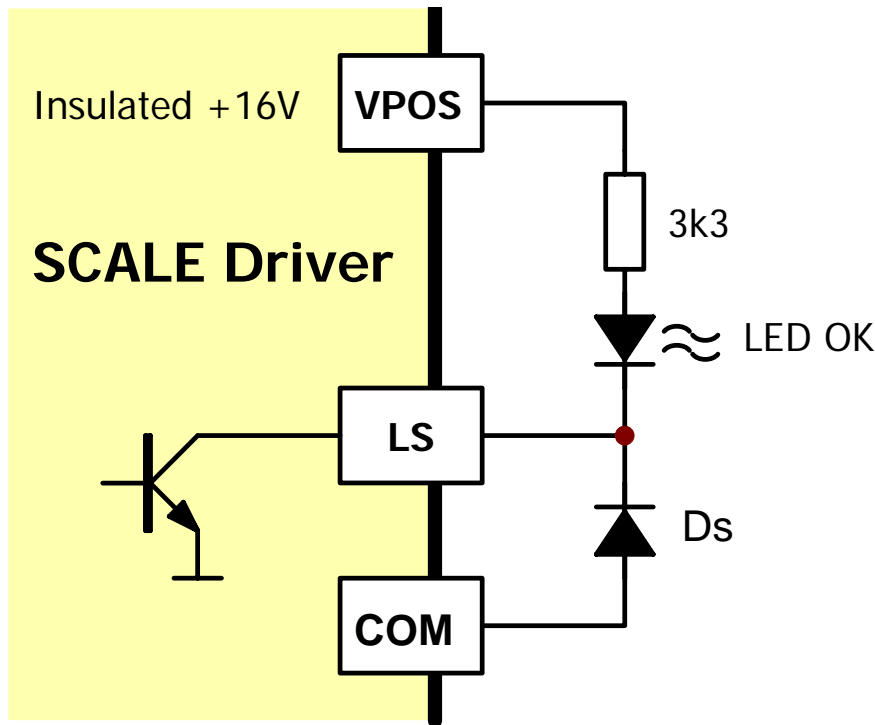 Insulated +16V
VPOS
SCALE Driver
3k3
LED OK
LS
Ds
COM